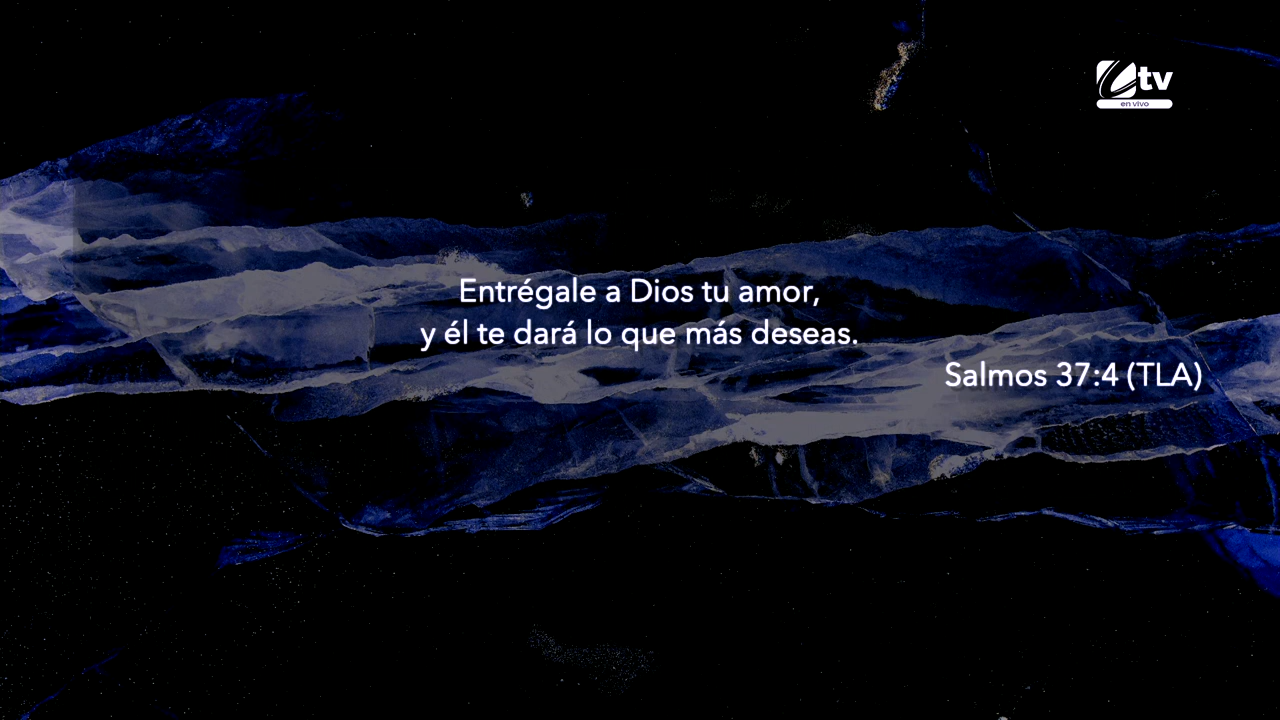 tv
en vivo
Entrégale a Dios tu amor,
y él te dará lo que más deseas.
Salmos 37:4 (TLA)